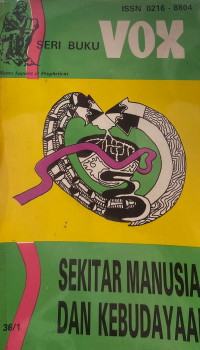 ISSN 0216 - 8804
SERI BUKU VOX
SEKITAR MANUSIA
DAN KEBUDAYAAN
36/1